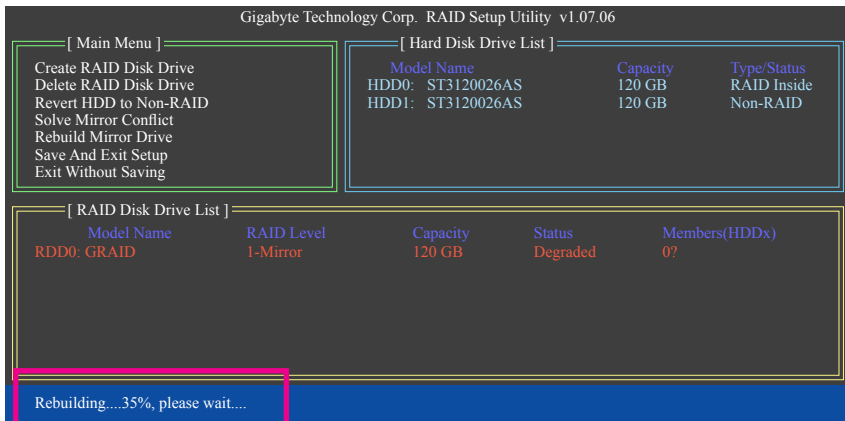 Gigabyte Technology Corp. RAID Setup Utility v1.07.06
[ Main Menu ]
Create RAID Disk Drive
Delete RAID Disk Drive
Revert HDD to Non-RAID
Solve Mirror Conflict
Rebuild Mirror Drive
Save And Exit Setup
Exit Without Saving
[ Hard Disk Drive List ]
Model Name Capacity Type/Status
HDD0: ST3120026AS 120 GB RAID Inside
HDD1: ST3120026AS 120 GB Non-RAID
[ RAID Disk Drive List ]
Model Name RAID Level Capacity Status Members(HDDx)
RDD0: GRAID 1-Mirror 120 GB Degraded 0?
Rebuilding....35%, please wait....